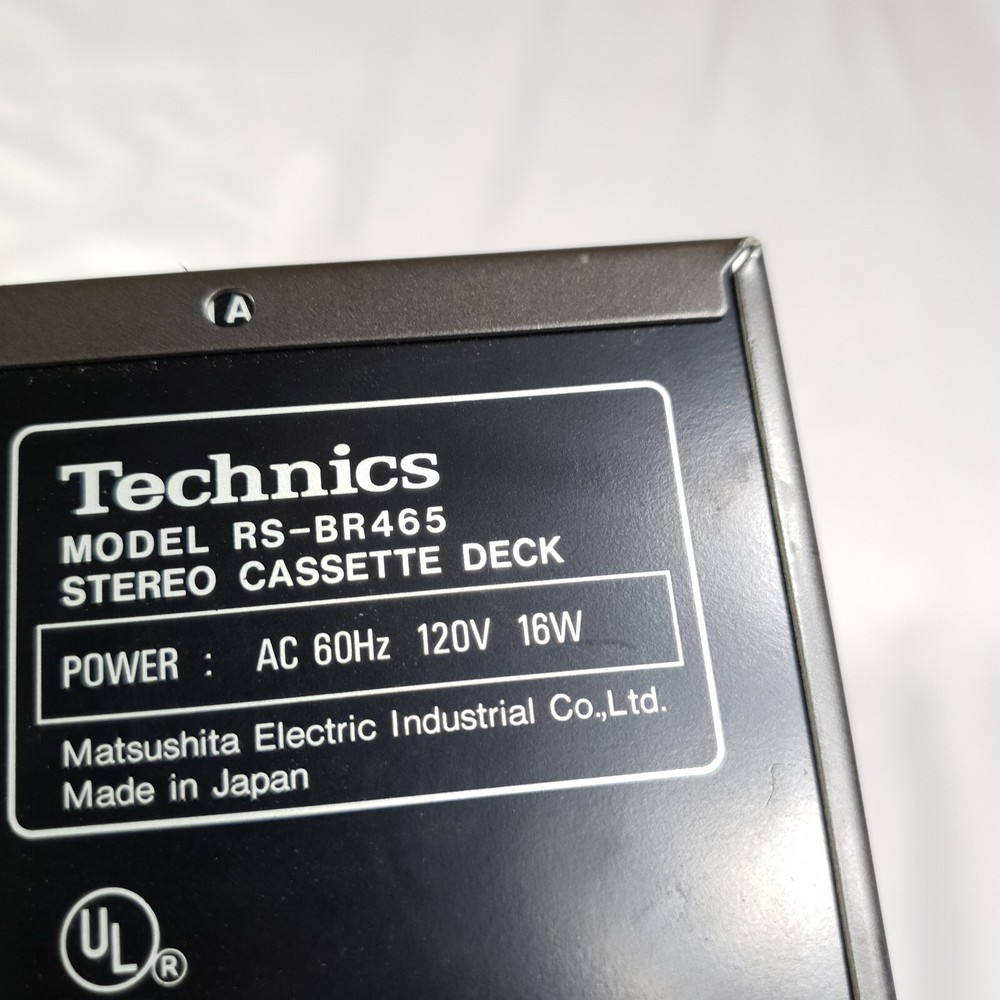 A
Technics
MODEL RS-BR465
STEREO CASSETTE DECK
POWER : AC 60Hz 120V 16W
Matsushita Electric Industrial Co.,Ltd.
Made in Japan
UL®